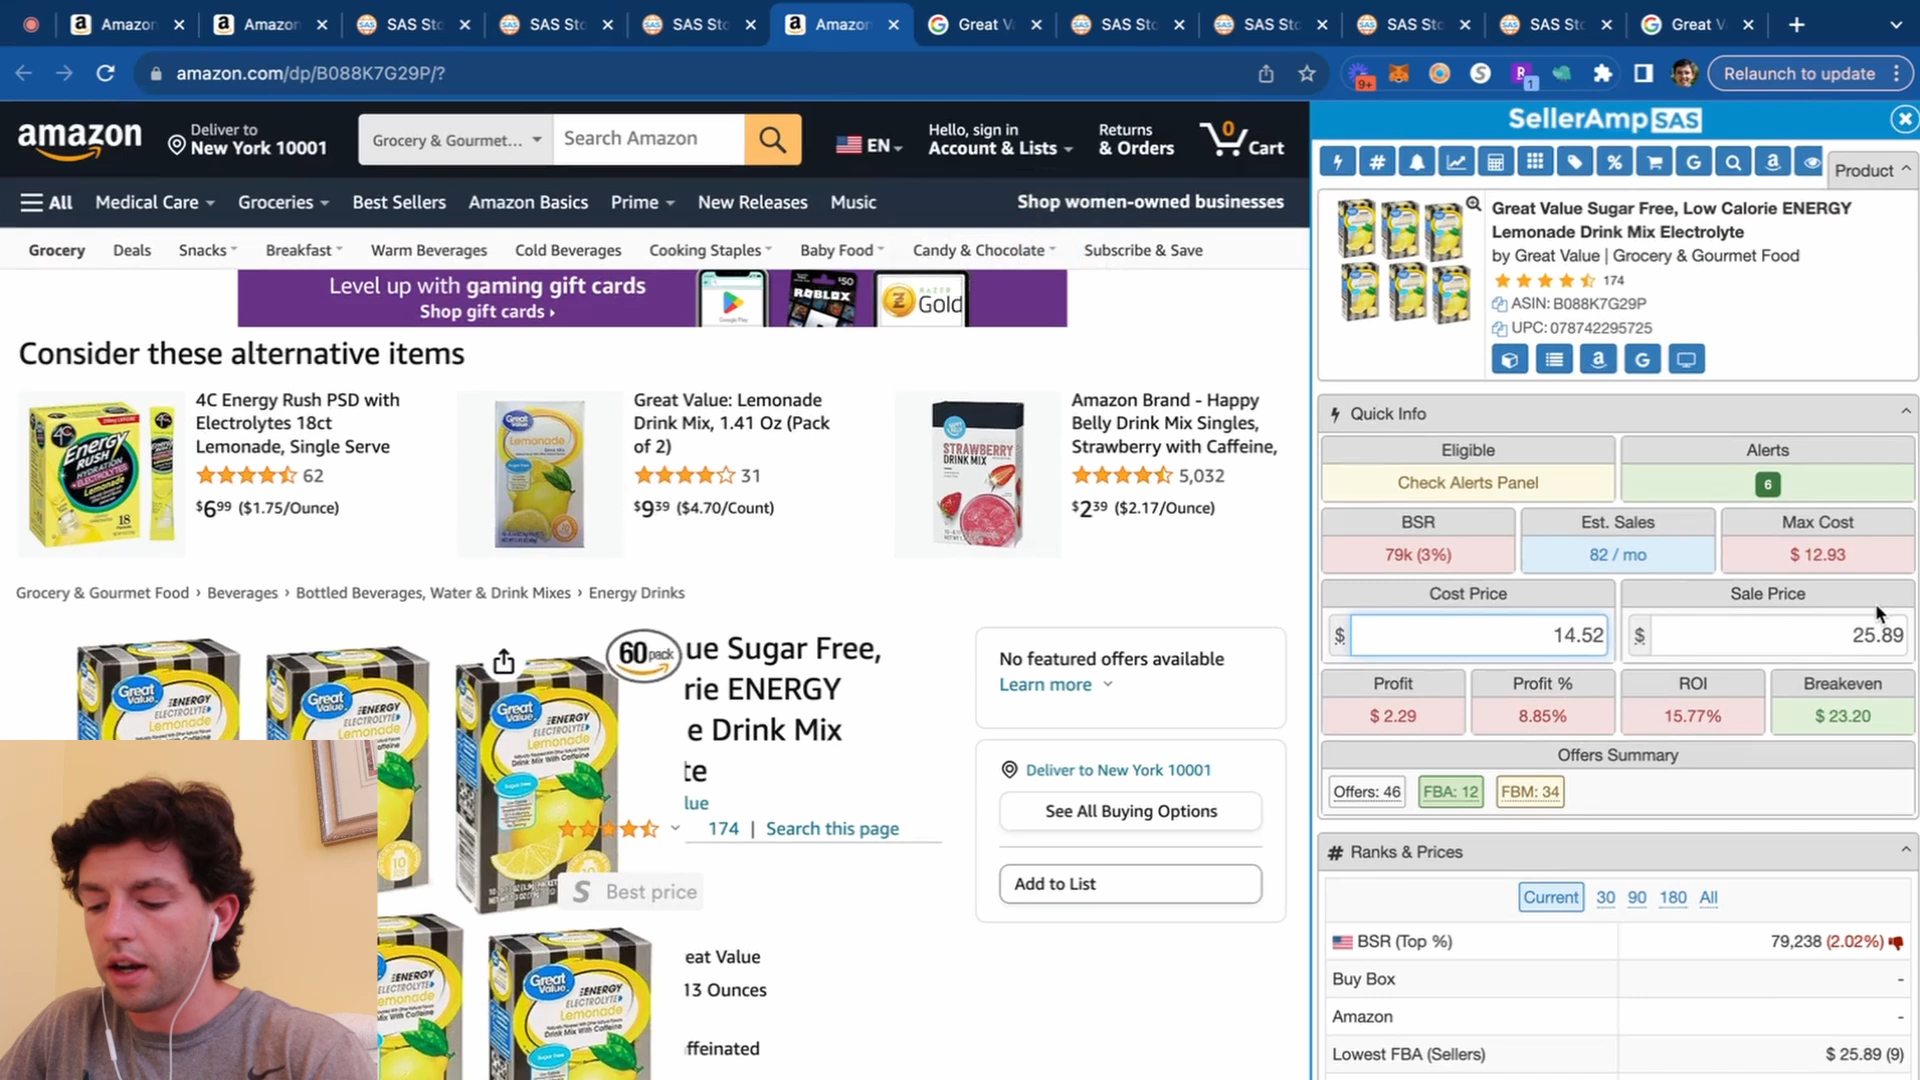 Amazon
Amazon
SAS Sto
SAS Sto
SAS Sto
Amazon
Great V
SAS Sto
SAS Sto
SAS Sto
SAS Sto
Great V
amazon.com/dp/B088K7G29P/?
9+
1
Relaunch to update
amazon
Deliver to
New York 10001
Grocery & Gourmet...
Search Amazon
EN
Hello, sign in
Account & Lists
Returns
& Orders
0
Cart
All
Medical Care
Groceries
Best Sellers
Amazon Basics
Prime
New Releases
Music
Shop women-owned businesses
Grocery
Deals
Snacks
Breakfast
Warm Beverages
Cold Beverages
Cooking Staples
Baby Food
Candy & Chocolate
Subscribe & Save
Level up with gaming gift cards
Shop gift cards ›
$50
ROBLOX
RAZER
Gold
Consider these alternative items
4C Energy Rush PSD with
Electrolytes 18ct
Lemonade, Single Serve
62
$6.99 ($1.75/Ounce)
Great Value: Lemonade
Drink Mix, 1.41 Oz (Pack
of 2)
31
$9.39 ($4.70/Count)
Amazon Brand - Happy
Belly Drink Mix Singles,
Strawberry with Caffeine,
5,032
$2.39 ($2.17/Ounce)
Grocery & Gourmet Food › Beverages › Bottled Beverages, Water & Drink Mixes › Energy Drinks
60 pack
ue Sugar Free,
rie ENERGY
e Drink Mix
te
lue
174 | Search this page
S Best price
eat Value
13 Ounces
ffeinated
No featured offers available
Learn more
Deliver to New York 10001
See All Buying Options
Add to List
SellerAmp SAS
Product
Great Value Sugar Free, Low Calorie ENERGY
Lemonade Drink Mix Electrolyte
by Great Value | Grocery & Gourmet Food
174
ASIN: B088K7G29P
UPC: 078742295725
Quick Info
Eligible
Alerts
Check Alerts Panel
6
BSR
Est. Sales
Max Cost
79k (3%)
82 / mo
$ 12.93
Cost Price
Sale Price
$ 14.52
$ 25.89
Profit
Profit %
ROI
Breakeven
$ 2.29
8.85%
15.77%
$ 23.20
Offers Summary
Offers: 46
FBA: 12
FBM: 34
Ranks & Prices
Current
30
90
180
All
BSR (Top %)
79,238 (2.02%)
Buy Box
-
Amazon
-
Lowest FBA (Sellers)
$ 25.89 (9)